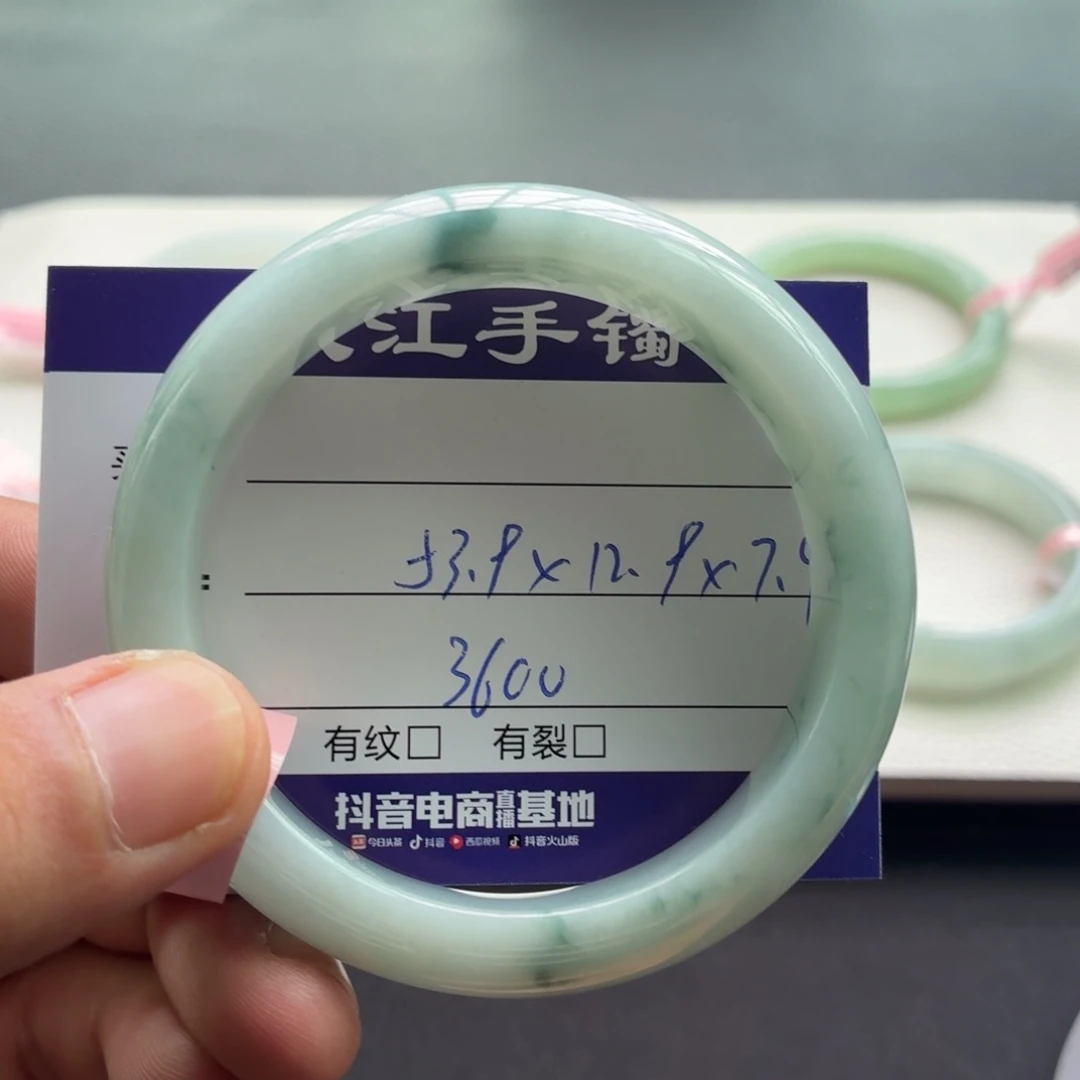 江手镯
:
53.9x12.9x7.9
3600
有纹□ 有裂□
抖音电商直播基地
今日头条 抖音 西瓜视频 抖音火山版